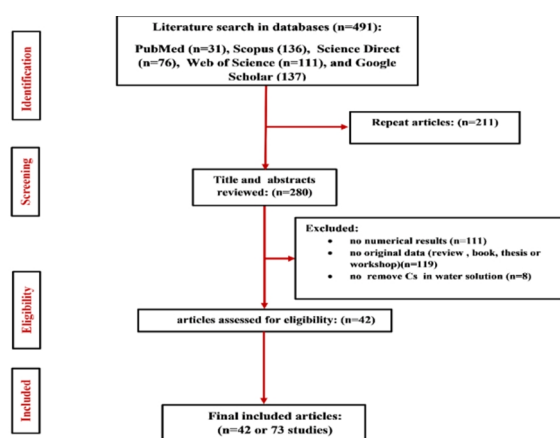 Identification
Literature search in databases (n=491):
PubMed (n=31), Scopus (136), Science Direct
(n=76), Web of Science (n=111), and Google
Scholar (137)
Repeat articles: (n=211)
Screening
Title and abstracts
reviewed: (n=280)
Excluded:
• no numerical results (n=111)
• no original data (review , book, thesis or
workshop)(n=119)
• no remove Cs in water solution (n=8)
Eligibility
articles assessed for eligibility: (n=42)
Included
Final included articles:
(n=42 or 73 studies)